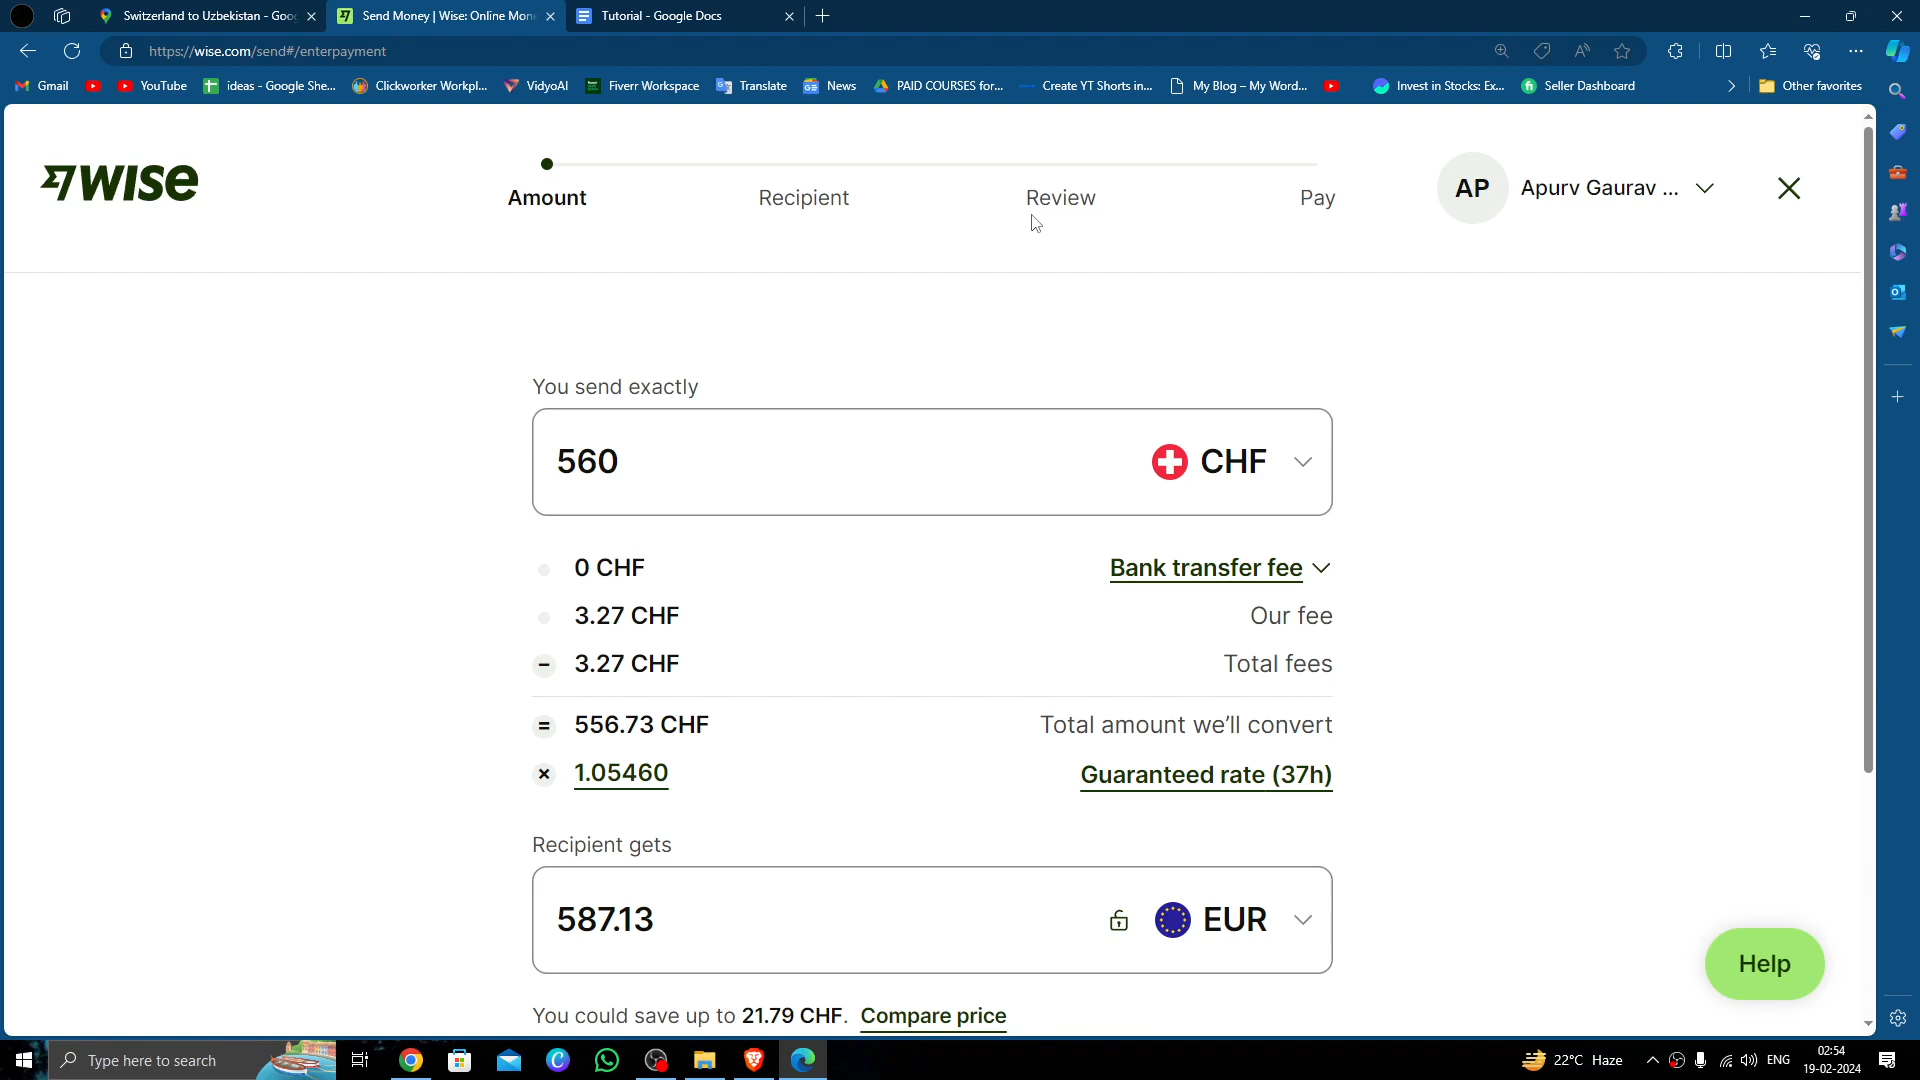 Switzerland to Uzbekistan - Goo
Send Money | Wise: Online Mon
Tutorial - Google Docs
https://wise.com/send#/enterpayment
Gmail
YouTube
ideas - Google She...
Clickworker Workpl...
VidyoAI
Fiverr Workspace
Translate
News
PAID COURSES for...
Create YT Shorts in...
My Blog – My Word...
Invest in Stocks: Ex...
Seller Dashboard
Other favorites
WISE
Amount
Recipient
Review
Pay
AP
Apurv Gaurav ...
You send exactly
560
CHF
0 CHF
Bank transfer fee
3.27 CHF
Our fee
− 3.27 CHF
Total fees
= 556.73 CHF
Total amount we'll convert
× 1.05460
Guaranteed rate (37h)
Recipient gets
587.13
EUR
You could save up to 21.79 CHF. Compare price
Help
Type here to search
22°C Haze
ENG
02:54
19-02-2024